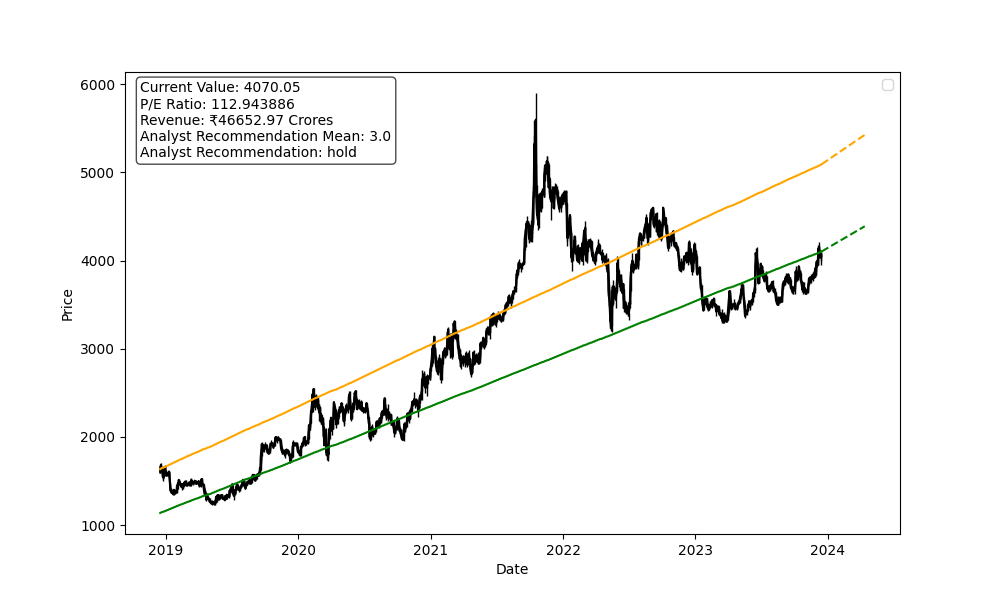 Current Value: 4070.05
P/E Ratio: 112.943886
Revenue: ₹46652.97 Crores
Analyst Recommendation Mean: 3.0
Analyst Recommendation: hold
6000
5000
4000
3000
2000
1000
Price
2019 2020 2021 2022 2023 2024
Date